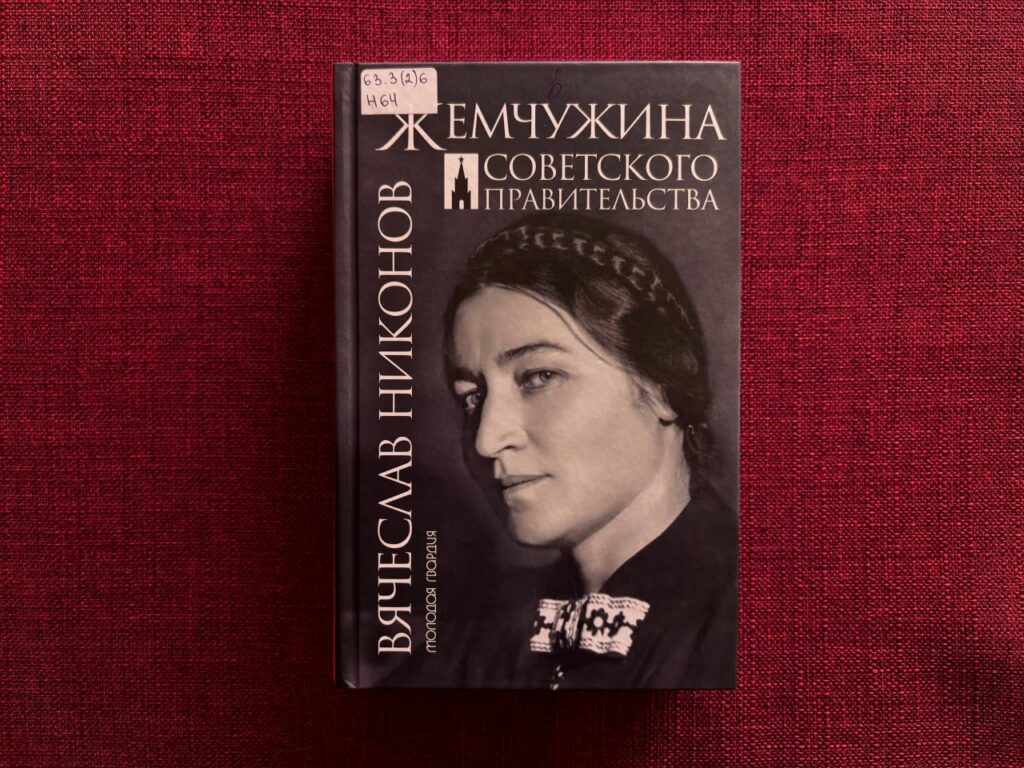 63.3(2)6
Н64
ЖЕМЧУЖИНА
СОВЕТСКОГО
ПРАВИТЕЛЬСТВА
ВЯЧЕСЛАВ НИКОНОВ
МОЛОДАЯ ГВАРДИЯ